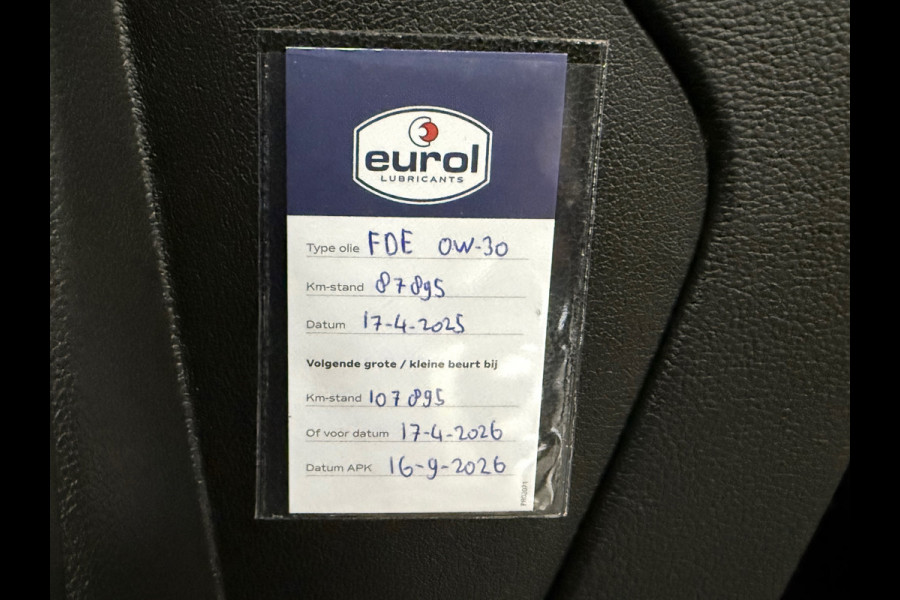 eurol
LUBRICANTS
Type olie FDE 0W-30
Km-stand 87895
Datum 17-4-2025
Volgende grote / kleine beurt bij
Km-stand 107895
Of voor datum 17-4-2026
Datum APK 16-9-2026